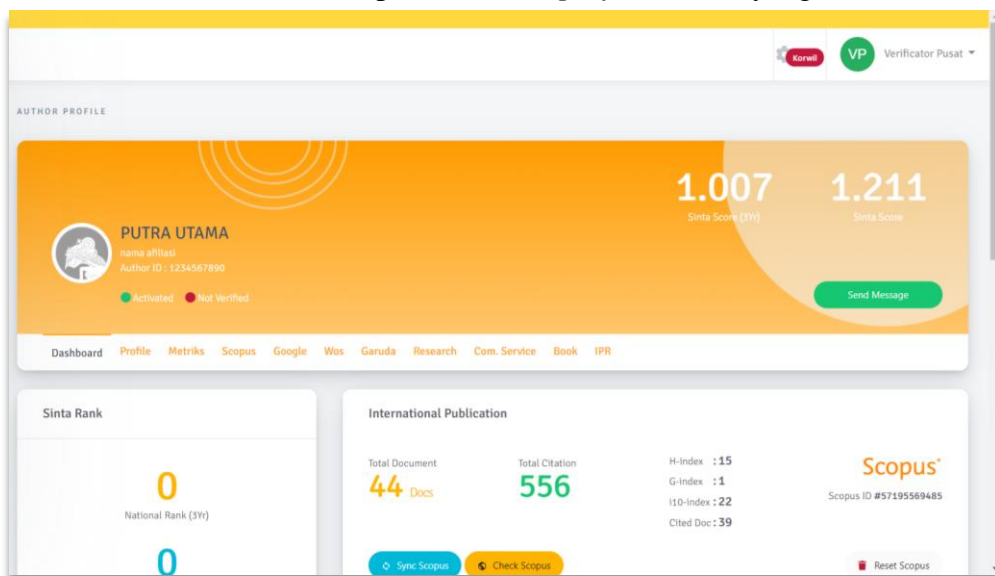 Korwil
VP
Verificator Pusat
AUTHOR PROFILE
1.007
Sinta Score (3Yr)
1.211
Sinta Score
PUTRA UTAMA
nama afiliasi
Author ID : 1234567890
Activated Not Verified
Send Message
Dashboard Profile Metriks Scopus Google Wos Garuda Research Com. Service Book IPR
Sinta Rank
0
National Rank (3Yr)
0
International Publication
Total Document
44 Docs
Total Citation
556
H-Index : 15
G-Index : 1
i10-Index : 22
Cited Doc : 39
Scopus
Scopus ID #57195569485
Sync Scopus
Check Scopus
Reset Scopus